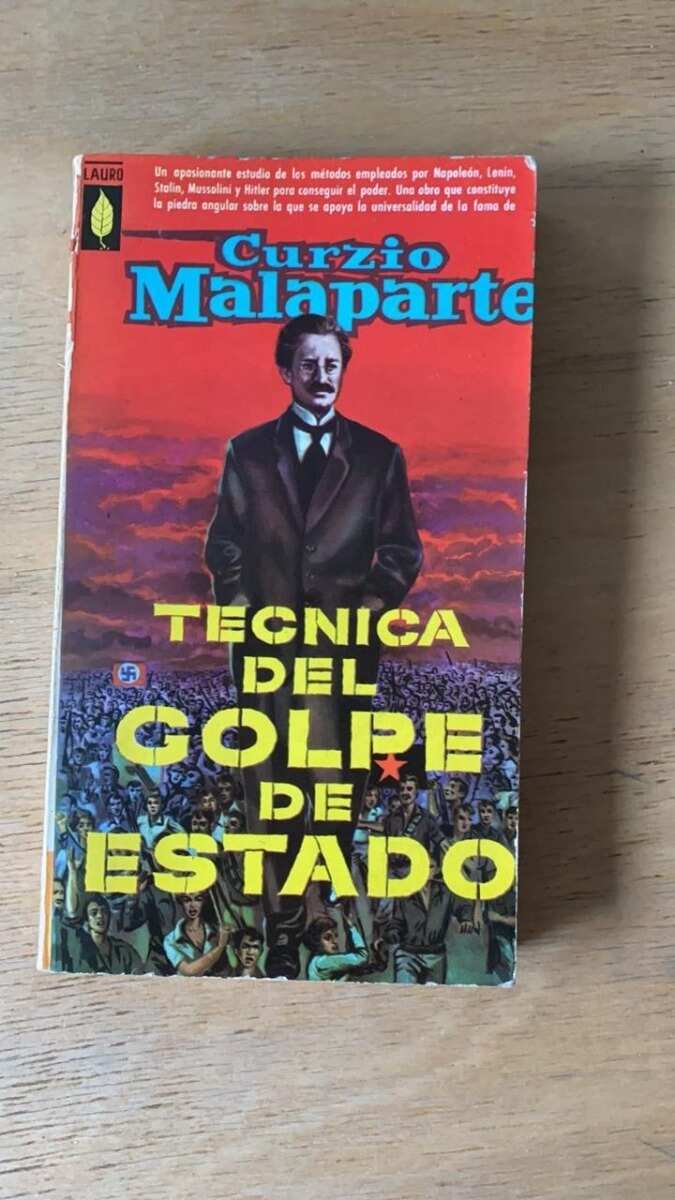 LAURO
Un apasionante estudio de los métodos empleados por Napoleón, Lenin,
Stalin, Mussolini y Hitler para conseguir el poder. Una obra que constituye
la piedra angular sobre la que se apoya la universalidad de la fama de
Curzio
Malaparte
TECNICA
DEL
GOLPE
DE
ESTADO